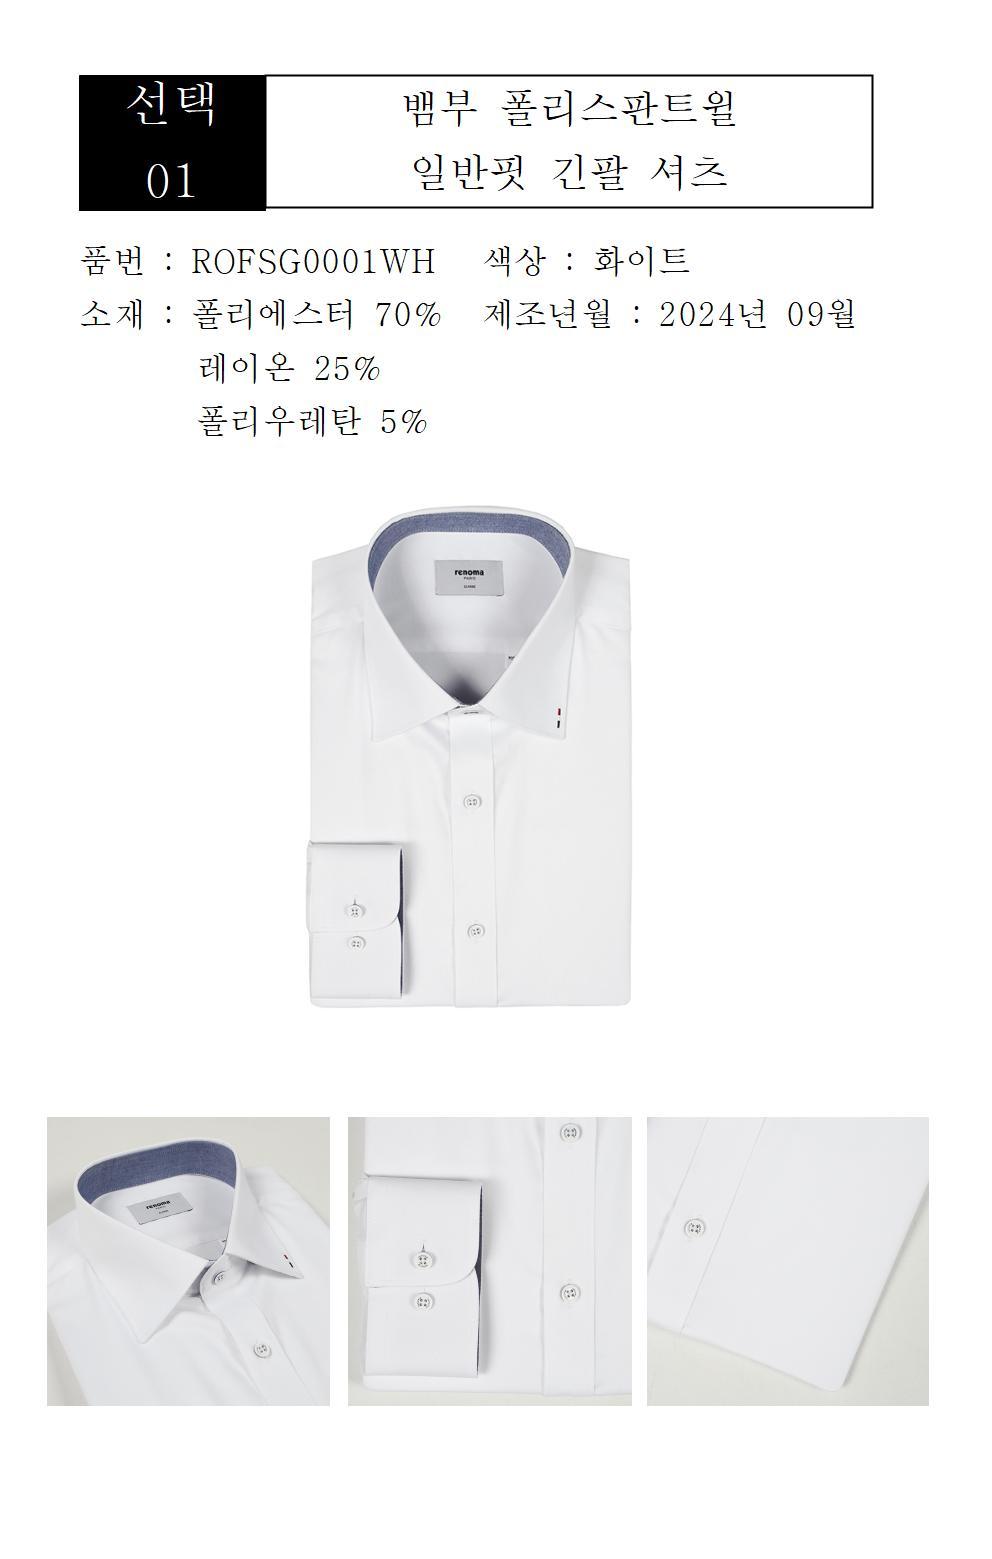 선택
01
뱀부 폴리스판트윌
일반핏 긴팔 셔츠
품번 : ROFSG0001WH 색상 : 화이트
소재 : 폴리에스터 70% 제조년월 : 2024년 09월
레이온 25%
폴리우레탄 5%
renoma
PARIS
renoma
PARIS